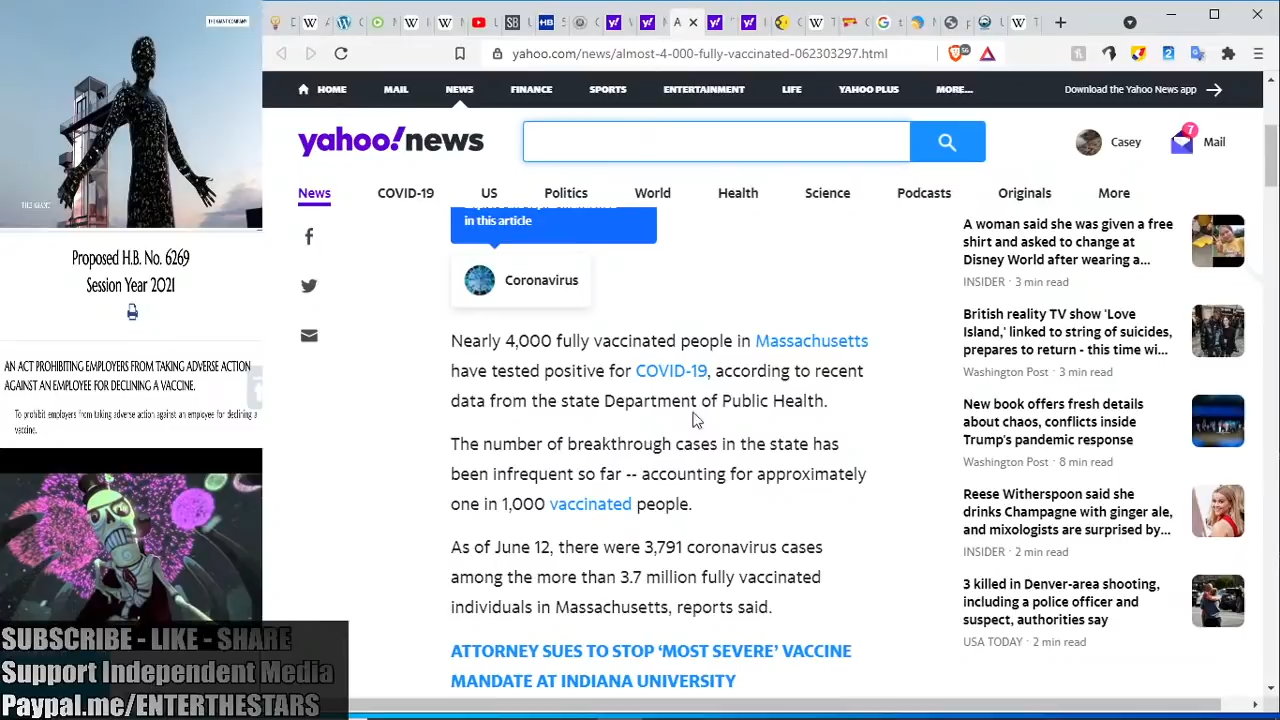 THE GIANT COMPANY
THE GIANT
Proposed H.B. No. 6269
Session Year 2021
AN ACT PROHIBITING EMPLOYERS FROM TAKING ADVERSE ACTION
AGAINST AN EMPLOYEE FOR DECLINING A VACCINE.
To prohibit employers from taking adverse action against an employee for declining a
vaccine.
SUBSCRIBE - LIKE - SHARE
Support Independent Media
Paypal.me/ENTERTHESTARS
yahoo.com/news/almost-4-000-fully-vaccinated-062303297.html
HOME
MAIL
NEWS
FINANCE
SPORTS
ENTERTAINMENT
LIFE
YAHOO PLUS
MORE...
Download the Yahoo News app
yahoo!news
Casey
7
Mail
News
COVID-19
US
Politics
World
Health
Science
Podcasts
Originals
More
in this article
Coronavirus
Nearly 4,000 fully vaccinated people in Massachusetts
have tested positive for COVID-19, according to recent
data from the state Department of Public Health.
The number of breakthrough cases in the state has
been infrequent so far -- accounting for approximately
one in 1,000 vaccinated people.
As of June 12, there were 3,791 coronavirus cases
among the more than 3.7 million fully vaccinated
individuals in Massachusetts, reports said.
ATTORNEY SUES TO STOP ‘MOST SEVERE’ VACCINE
MANDATE AT INDIANA UNIVERSITY
A woman said she was given a free
shirt and asked to change at
Disney World after wearing a...
INSIDER · 3 min read
British reality TV show 'Love
Island,' linked to string of suicides,
prepares to return - this time wi...
Washington Post · 3 min read
New book offers fresh details
about chaos, conflicts inside
Trump's pandemic response
Washington Post · 8 min read
Reese Witherspoon said she
drinks Champagne with ginger ale,
and mixologists are surprised by...
INSIDER · 2 min read
3 killed in Denver-area shooting,
including a police officer and
suspect, authorities say
USA TODAY · 2 min read